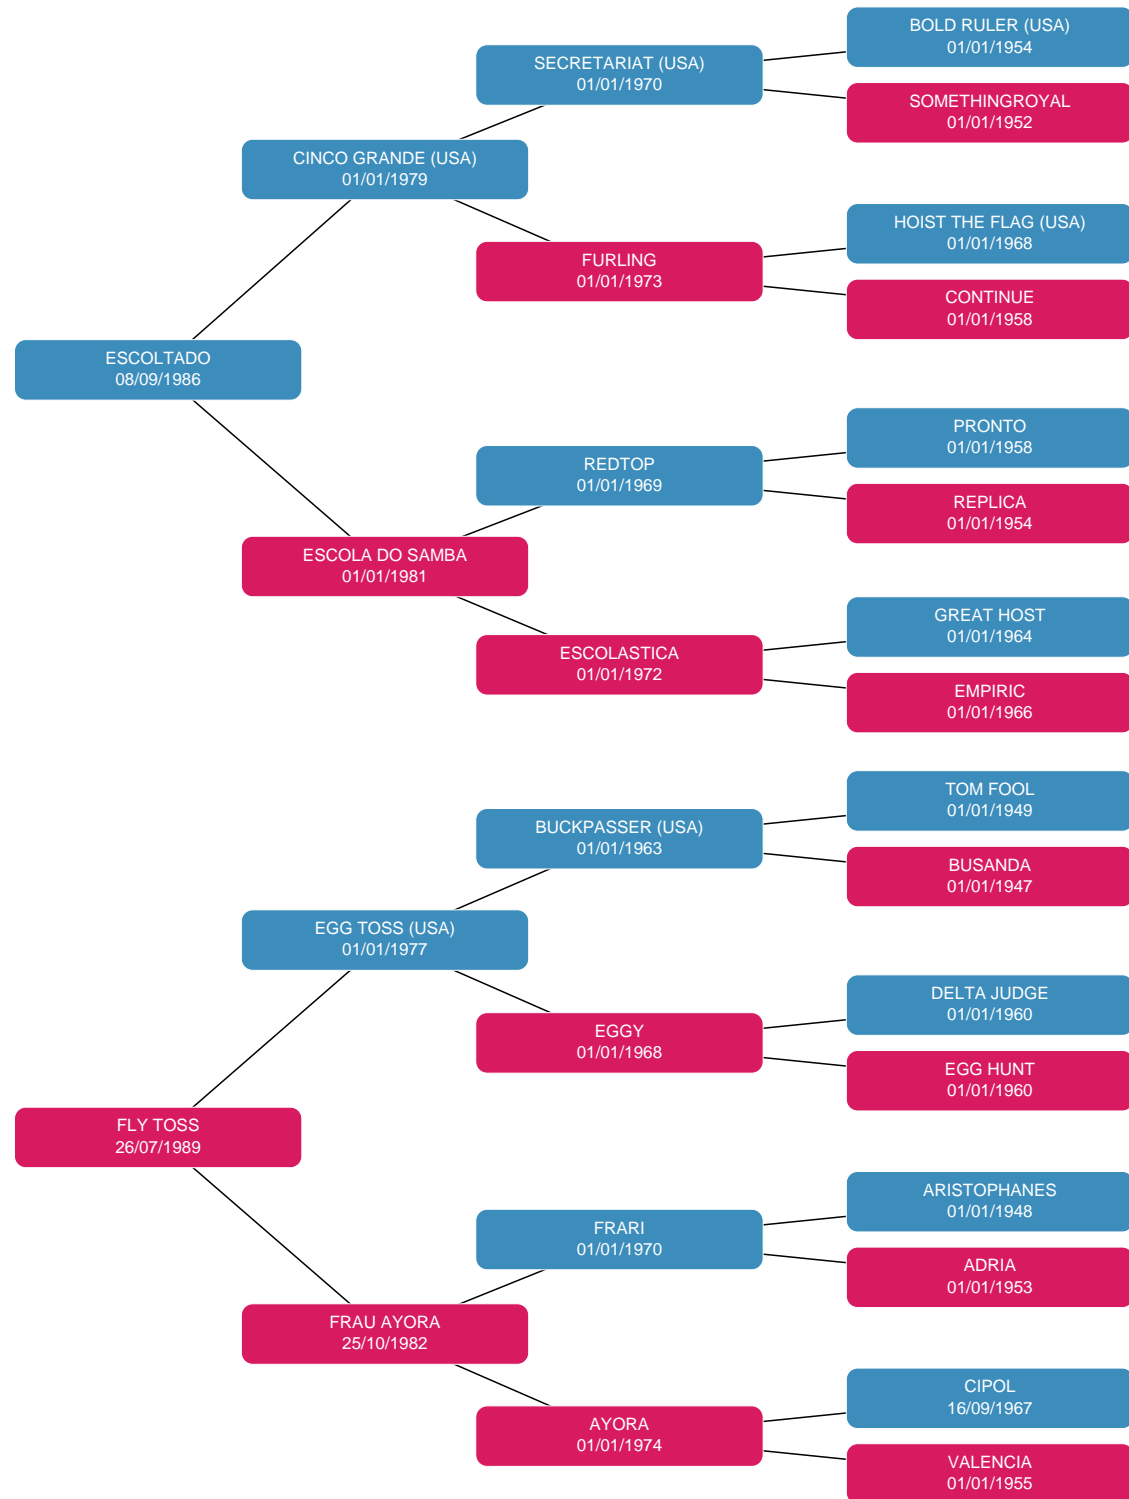 BOLD RULER (USA)
01/01/1954
SECRETARIAT (USA)
01/01/1970
SOMETHINGROYAL
01/01/1952
CINCO GRANDE (USA)
01/01/1979
HOIST THE FLAG (USA)
01/01/1968
FURLING
01/01/1973
CONTINUE
01/01/1958
ESCOLTADO
08/09/1986
PRONTO
01/01/1958
REDTOP
01/01/1969
REPLICA
01/01/1954
ESCOLA DO SAMBA
01/01/1981
GREAT HOST
01/01/1964
ESCOLASTICA
01/01/1972
EMPIRIC
01/01/1966
TOM FOOL
01/01/1949
BUCKPASSER (USA)
01/01/1963
BUSANDA
01/01/1947
EGG TOSS (USA)
01/01/1977
DELTA JUDGE
01/01/1960
EGGY
01/01/1968
EGG HUNT
01/01/1960
FLY TOSS
26/07/1989
ARISTOPHANES
01/01/1948
FRARI
01/01/1970
ADRIA
01/01/1953
FRAU AYORA
25/10/1982
CIPOL
16/09/1967
AYORA
01/01/1974
VALENCIA
01/01/1955